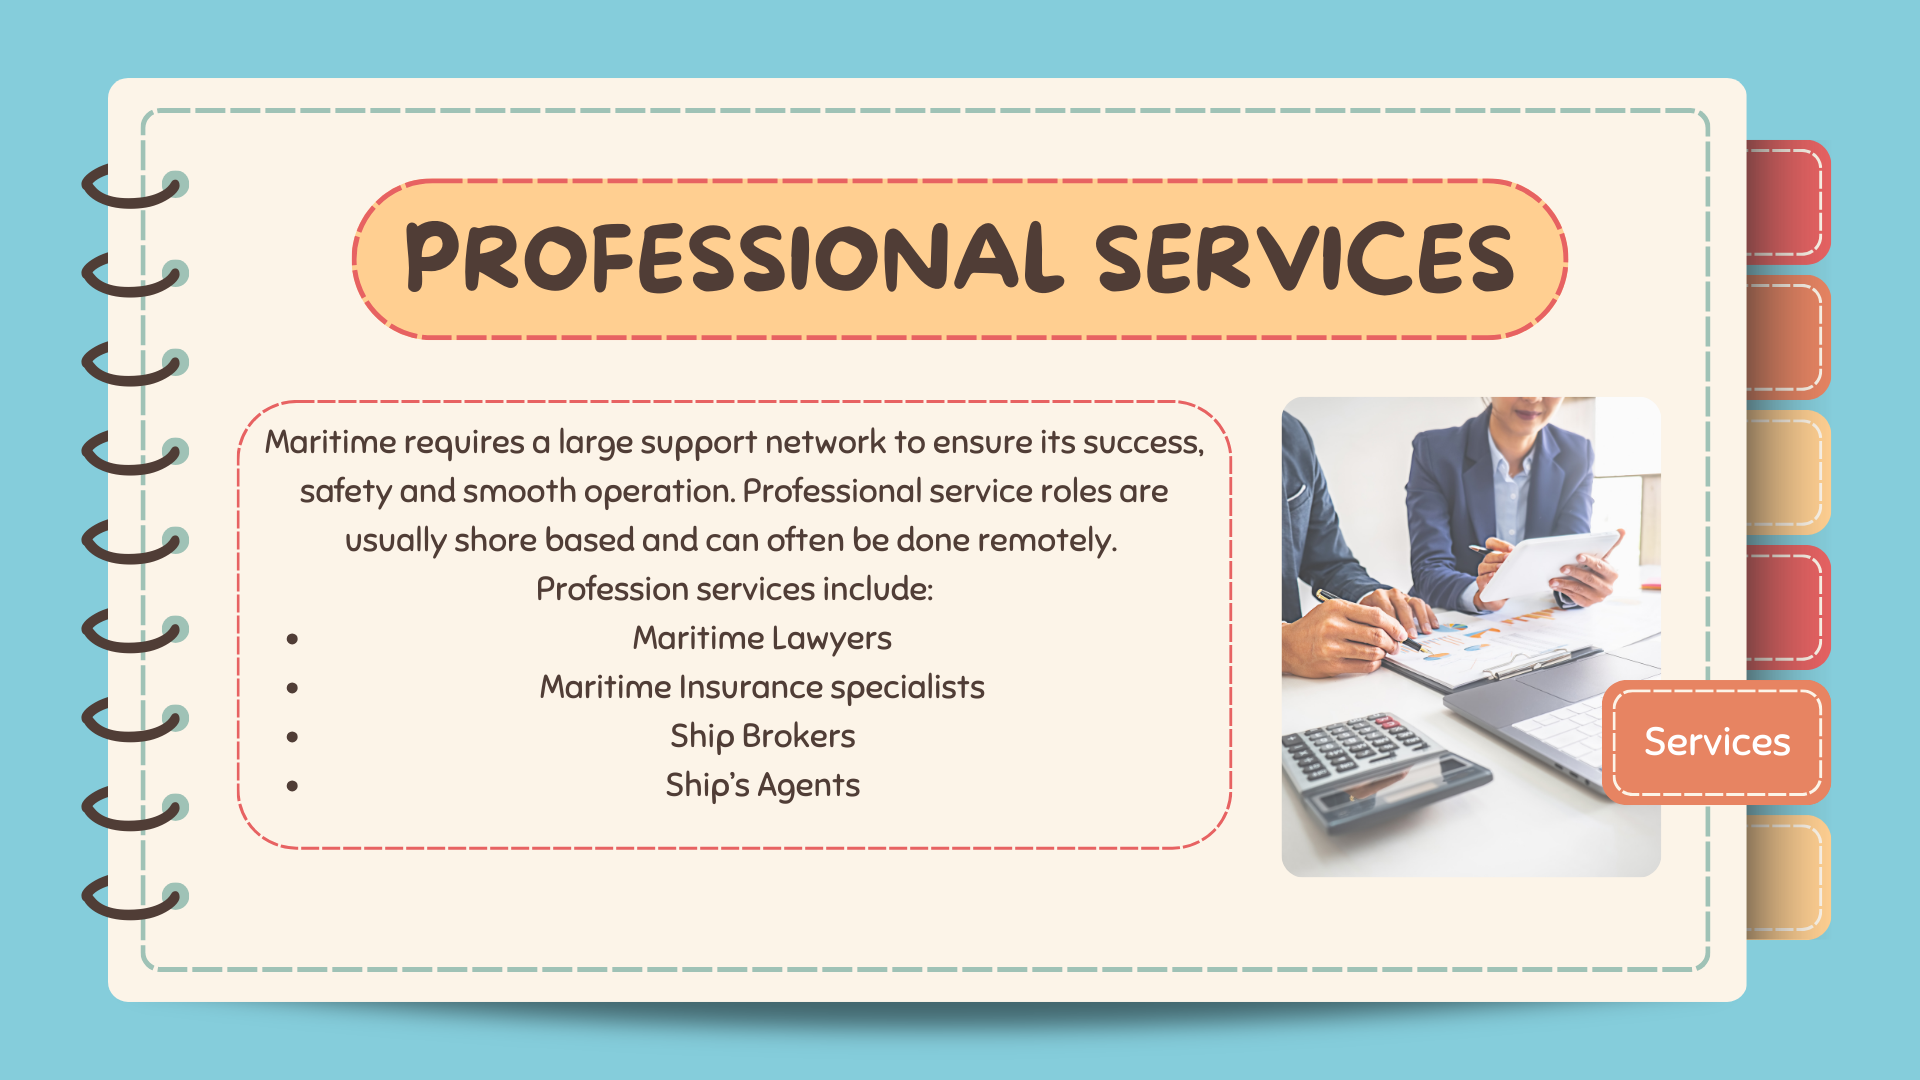 PROFESSIONAL SERVICES
Maritime requires a large support network to ensure its success,
safety and smooth operation. Professional service roles are
usually shore based and can often be done remotely.
Profession services include:
• Maritime Lawyers
• Maritime Insurance specialists
• Ship Brokers
• Ship's Agents
Services